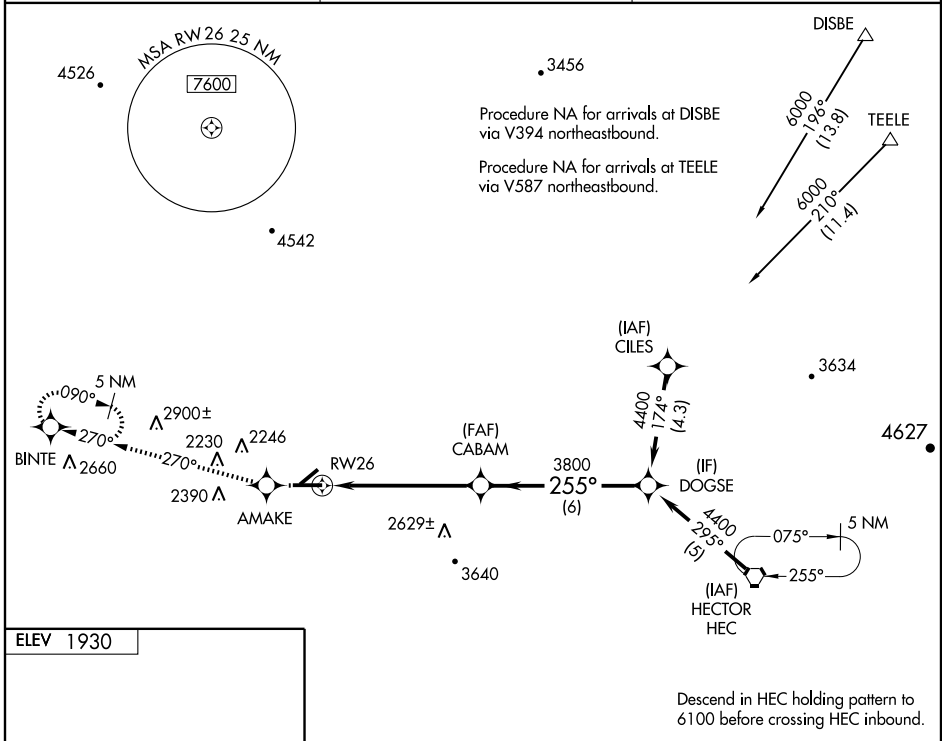 MSA RW26 25 NM
7600
4526
4542
3456
Procedure NA for arrivals at DISBE
via V394 northeastbound.
Procedure NA for arrivals at TEELE
via V587 northeastbound.
DISBE
6000
196°
(13.8)
TEELE
6000
210°
(11.4)
(IAF)
CILES
4400
174°
(4.3)
3634
4627
090°
5 NM
270°
BINTE
2660
2900±
2230
2246
270°
2390
AMAKE
RW26
(FAF)
CABAM
3800
255°
(6)
(IF)
DOGSE
2629±
3640
4400
295°
(5)
075°
5 NM
255°
(IAF)
HECTOR
HEC
ELEV 1930
Descend in HEC holding pattern to
6100 before crossing HEC inbound.